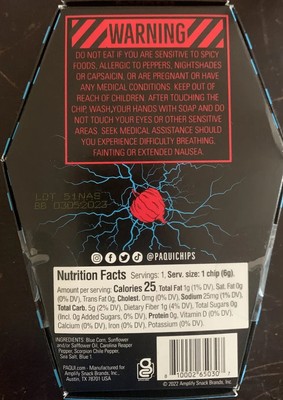 WARNING
DO NOT EAT IF YOU ARE SENSITIVE TO SPICY
FOODS, ALLERGIC TO PEPPERS, NIGHTSHADES
OR CAPSAICIN, OR ARE PREGNANT OR HAVE
ANY MEDICAL CONDITIONS. KEEP OUT OF
REACH OF CHILDREN. AFTER TOUCHING THE
CHIP, WASH YOUR HANDS WITH SOAP AND DO
NOT TOUCH YOUR EYES OR OTHER SENSITIVE
AREAS. SEEK MEDICAL ASSISTANCE SHOULD
YOU EXPERIENCE DIFFICULTY BREATHING,
FAINTING OR EXTENDED NAUSEA.
LOT 51NAS
BB 03052023
@PAQUICHIPS
Nutrition Facts Servings: 1, Serv. size: 1 chip (6g),
Amount per serving: Calories 25, Total Fat 1g (1% DV), Sat. Fat 0g
(0% DV), Trans Fat 0g, Cholest. 0mg (0% DV), Sodium 25mg (1% DV),
Total Carb. 5g (2% DV), Dietary Fiber 1g (4% DV), Total Sugars 0g
(Incl. 0g Added Sugars, 0% DV), Protein 0g, Vitamin D (0% DV),
Calcium (0% DV), Iron (0% DV), Potassium (0% DV).
INGREDIENTS: Blue Corn, Sunflower
and/or Safflower Oil, Carolina Reaper
Pepper, Scorpion Chile Pepper,
Sea Salt, Blue 1
PAQUI.com - Manufactured for
Amplify Snack Brands, Inc.,
Austin, TX 78701 USA
8 10002 65030 7
© 2022 Amplify Snack Brands, Inc.